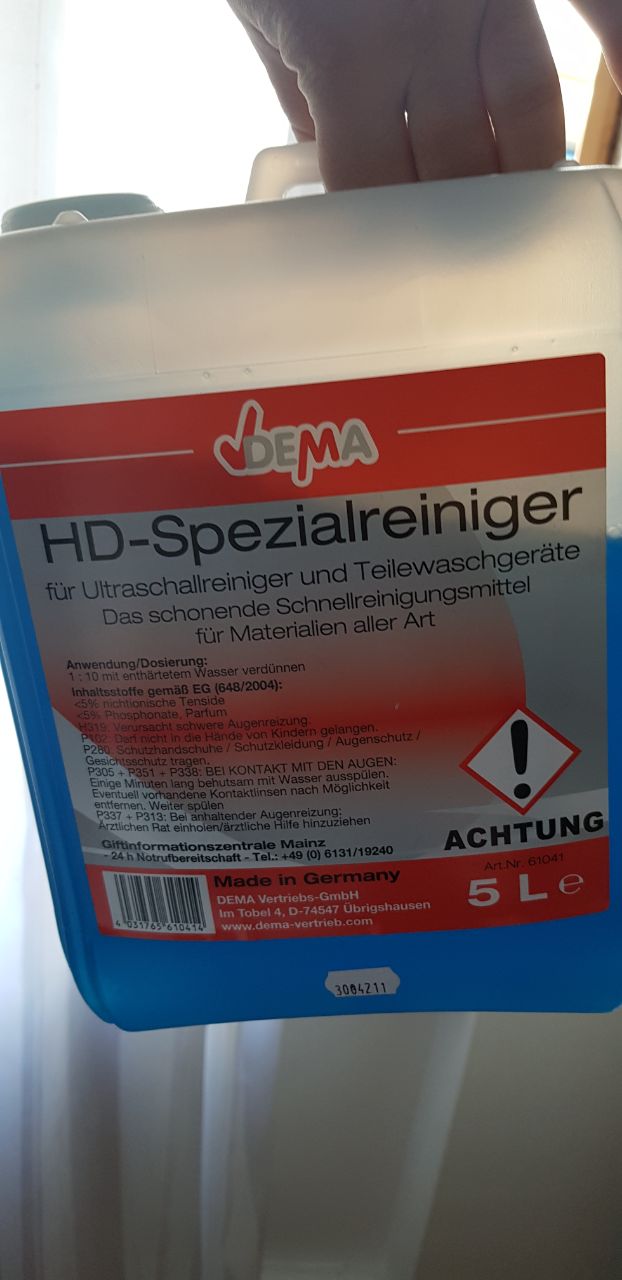 DEMA
HD-Spezialreiniger
für Ultraschallreiniger und Teilewaschgeräte
Das schonende Schnellreinigungsmittel
für Materialien aller Art
Anwendung/Dosierung:
1 : 10 mit enthärtetem Wasser verdünnen
Inhaltsstoffe gemäß EG (648/2004):
<5% nichtionische Tenside
<5% Phosphonate, Parfum
H319: Verursacht schwere Augenreizung.
P102: Darf nicht in die Hände von Kindern gelangen.
P280: Schutzhandschuhe / Schutzkleidung / Augenschutz /
Gesichtsschutz tragen.
P305 + P351 + P338: BEI KONTAKT MIT DEN AUGEN:
Einige Minuten lang behutsam mit Wasser ausspülen.
Eventuell vorhandene Kontaktlinsen nach Möglichkeit
entfernen. Weiter spülen
P337 + P313: Bei anhaltender Augenreizung:
Ärztlichen Rat einholen/ärztliche Hilfe hinzuziehen
Giftinformationszentrale Mainz
- 24 h Notrufbereitschaft - Tel.: +49 (0) 6131/19240
ACHTUNG
Art.Nr. 61041
5 L e
Made in Germany
DEMA Vertriebs-GmbH
Im Tobel 4, D-74547 Übrigshausen
www.dema-vertrieb.com
4 031765 610414
3004211